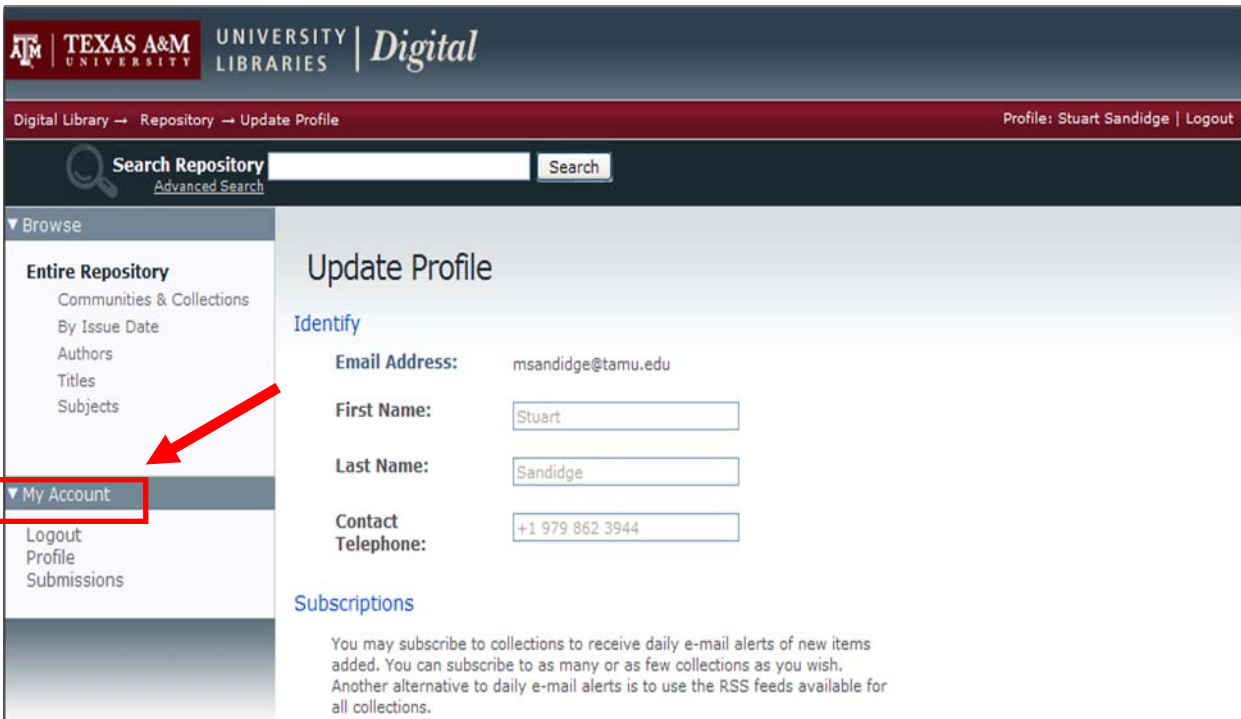 TEXAS A&M
UNIVERSITY
UNIVERSITY
LIBRARIES
Digital
Digital Library → Repository → Update Profile
Profile: Stuart Sandidge | Logout
Search Repository
Search
Advanced Search
▼ Browse
Entire Repository
Communities & Collections
By Issue Date
Authors
Titles
Subjects
▼ My Account
Logout
Profile
Submissions
Update Profile
Identify
Email Address: msandidge@tamu.edu
First Name: Stuart
Last Name: Sandidge
Contact
Telephone: +1 979 862 3944
Subscriptions
You may subscribe to collections to receive daily e-mail alerts of new items
added. You can subscribe to as many or as few collections as you wish.
Another alternative to daily e-mail alerts is to use the RSS feeds available for
all collections.